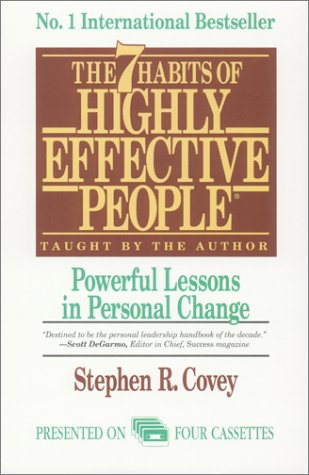 No. 1 International Bestseller
THE 7 HABITS OF
HIGHLY
EFFECTIVE
PEOPLE®
TAUGHT BY THE AUTHOR
Powerful Lessons
in Personal Change
"Destined to be the personal leadership handbook of the decade."
—Scott DeGarmo, Editor in Chief, Success magazine
Stephen R. Covey
PRESENTED ON FOUR CASSETTES